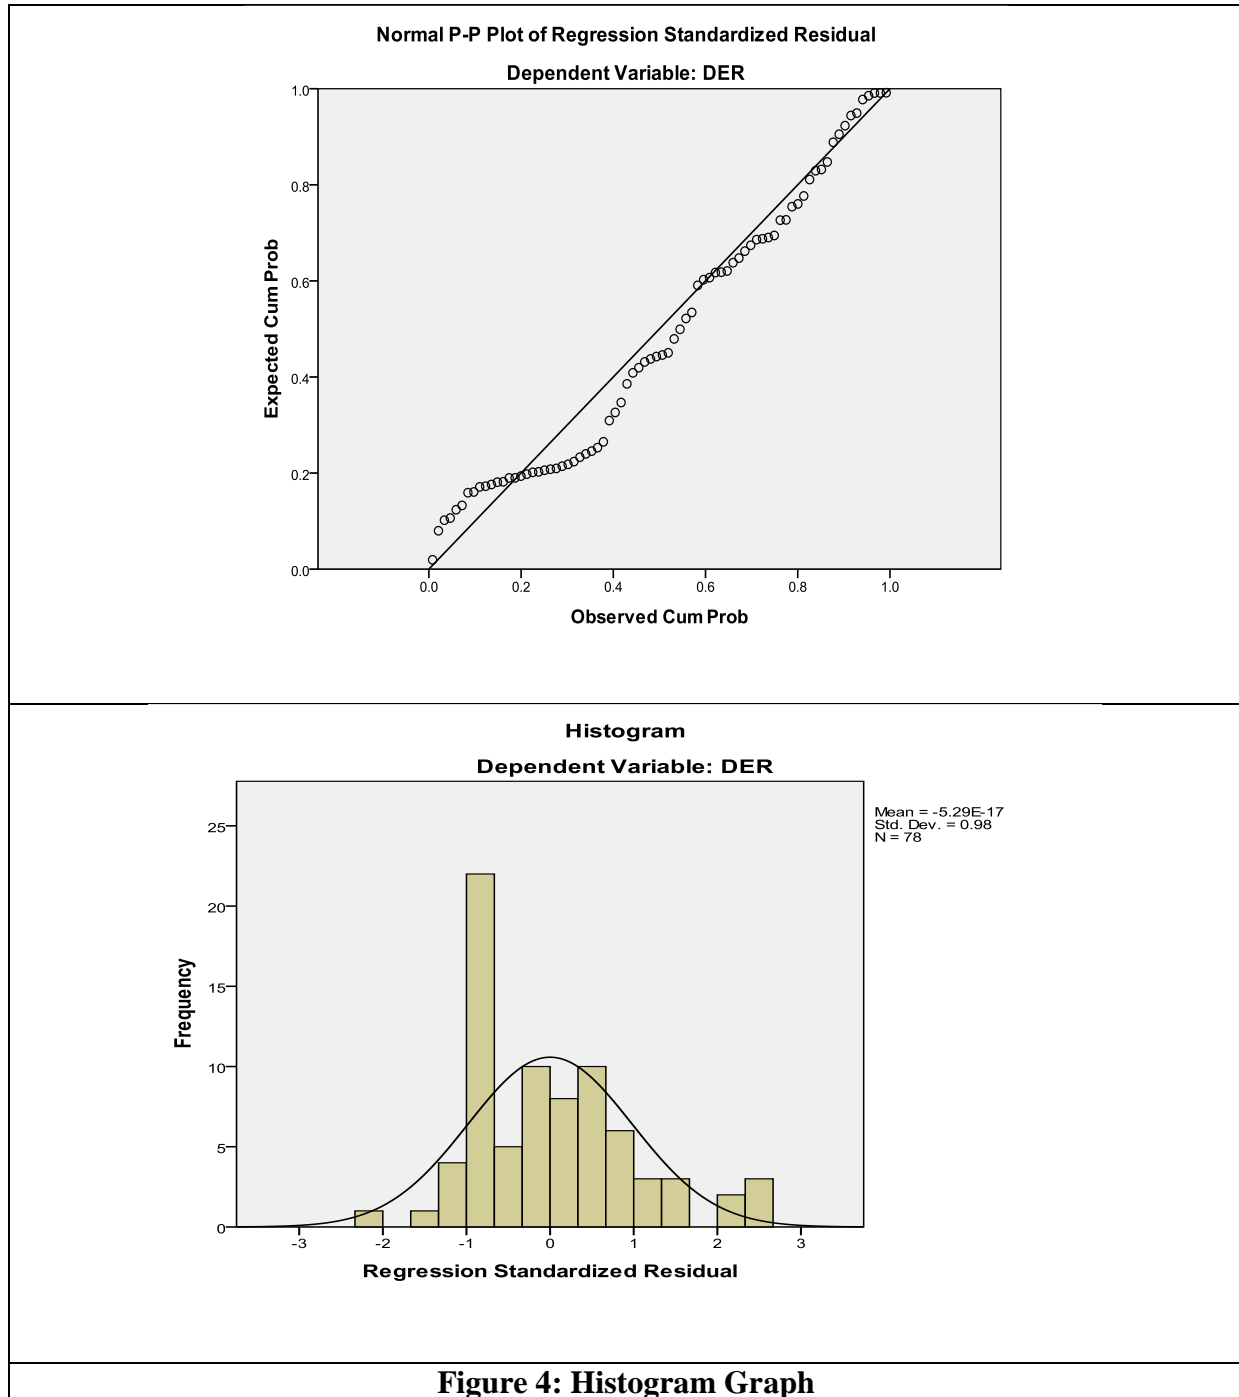 Normal P-P Plot of Regression Standardized Residual
Dependent Variable: DER
1.0
0.8
0.6
0.4
0.2
0.0
Expected Cum Prob
0.0 0.2 0.4 0.6 0.8 1.0
Observed Cum Prob
Histogram
Dependent Variable: DER
Mean = -5.29E-17
Std. Dev. = 0.98
N = 78
25
20
15
10
5
0
Frequency
-3 -2 -1 0 1 2 3
Regression Standardized Residual
Figure 4: Histogram Graph